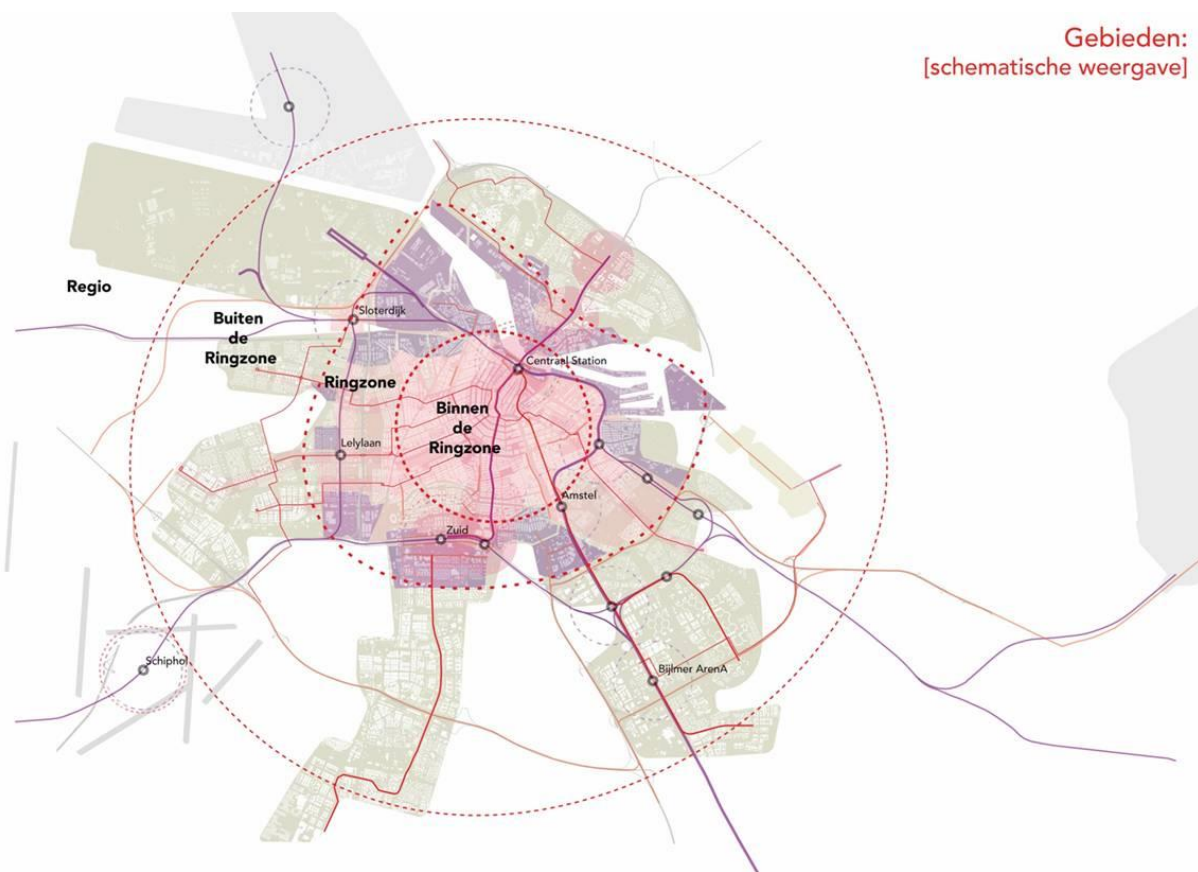 Gebieden:
[schematische weergave]
Regio
Buiten
de
Ringzone
Sloterdijk
Ringzone
Centraal Station
Binnen
de
Ringzone
Lelylaan
Amstel
Zuid
Schiphol
Bijlmer ArenA